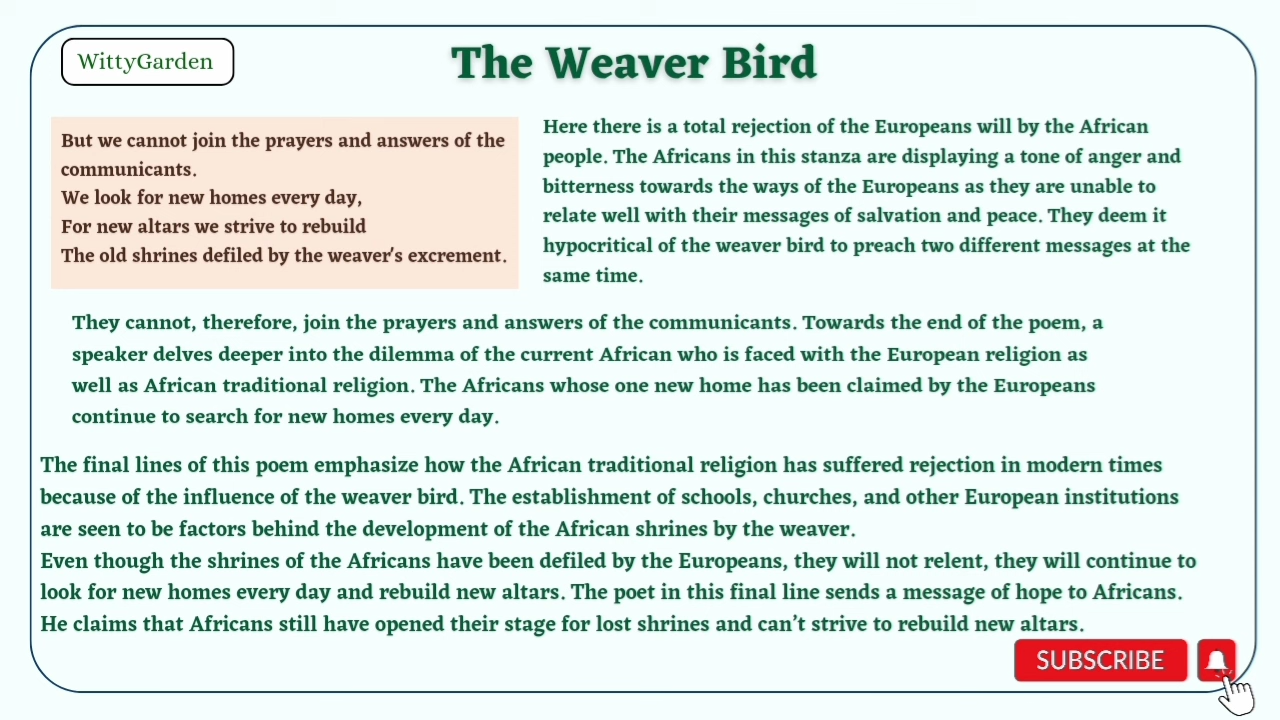 WittyGarden
The Weaver Bird
But we cannot join the prayers and answers of the
communicants.
We look for new homes every day,
For new altars we strive to rebuild
The old shrines defiled by the weaver's excrement.
Here there is a total rejection of the Europeans will by the African
people. The Africans in this stanza are displaying a tone of anger and
bitterness towards the ways of the Europeans as they are unable to
relate well with their messages of salvation and peace. They deem it
hypocritical of the weaver bird to preach two different messages at the
same time.
They cannot, therefore, join the prayers and answers of the communicants. Towards the end of the poem, a
speaker delves deeper into the dilemma of the current African who is faced with the European religion as
well as African traditional religion. The Africans whose one new home has been claimed by the Europeans
continue to search for new homes every day.
The final lines of this poem emphasize how the African traditional religion has suffered rejection in modern times
because of the influence of the weaver bird. The establishment of schools, churches, and other European institutions
are seen to be factors behind the development of the African shrines by the weaver.
Even though the shrines of the Africans have been defiled by the Europeans, they will not relent, they will continue to
look for new homes every day and rebuild new altars. The poet in this final line sends a message of hope to Africans.
He claims that Africans still have opened their stage for lost shrines and can't strive to rebuild new altars.
SUBSCRIBE